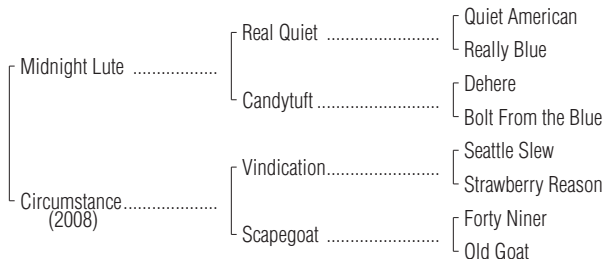 Quiet American
Real Quiet ...................
Really Blue
Midnight Lute ..................
Dehere
Candytuft .....................
Bolt From the Blue
Seattle Slew
Vindication...................
Strawberry Reason
Circumstance...............
(2008)
Forty Niner
Scapegoat ...................
Old Goat